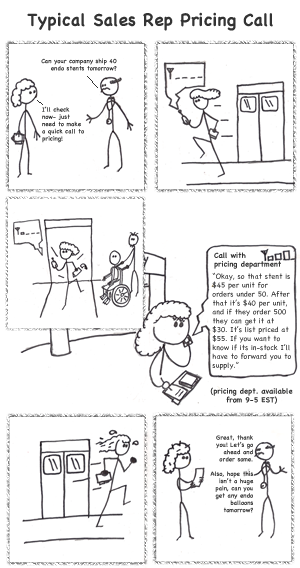 Typical Sales Rep Pricing Call
Can your company ship 40
endo stents tomorrow?
I'll check
now- just
need to make
a quick call to
pricing!
Call with
pricing department
"Okay, so that stent is
$45 per unit for
orders under 50. After
that it's $40 per unit,
and if they order 500
they can get it at
$30. It's list priced at
$55. If you want to
know if its in-stock I'll
have to forward you to
supply."
(pricing dept. available
from 9-5 EST)
Great, thank
you! Let's go
ahead and
order some.
Also, hope this
isn't a huge
pain, can you
get any endo
balloons
tomorrow?